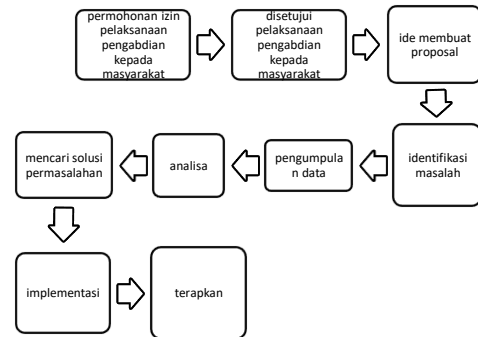 permohonan izin
pelaksanaan
pengabdian
kepada
masyarakat
disetujui
pelaksanaan
pengabdian
kepada
masyarakat
ide membuat
proposal
identifikasi
masalah
pengumpula
n data
analisa
mencari solusi
permasalahan
implementasi
terapkan